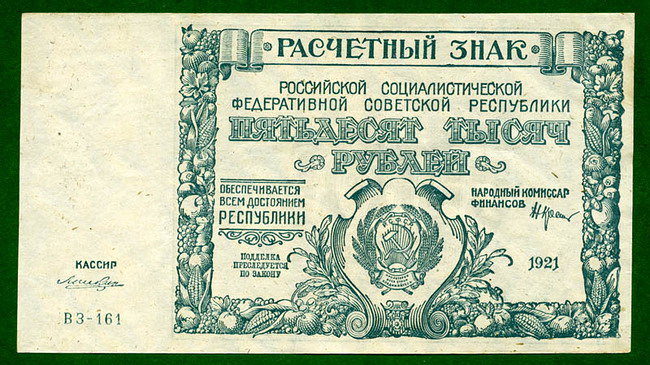 РАСЧЕТНЫЙ ЗНАК
РОССИЙСКОЙ СОЦИАЛИСТИЧЕСКОЙ
ФЕДЕРАТИВНОЙ СОВЕТСКОЙ РЕСПУБЛИКИ
ПЯТЬДЕСЯТ ТЫСЯЧ
РУБЛЕЙ
ОБЕСПЕЧИВАЕТСЯ
ВСЕМ ДОСТОЯНИЕМ
РЕСПУБЛИКИ
НАРОДНЫЙ КОМИССАР
ФИНАНСОВ
ПОДДЕЛКА
ПРЕСЛЕДУЕТСЯ
ПО ЗАКОНУ
1921
КАССИР
ВЗ-161